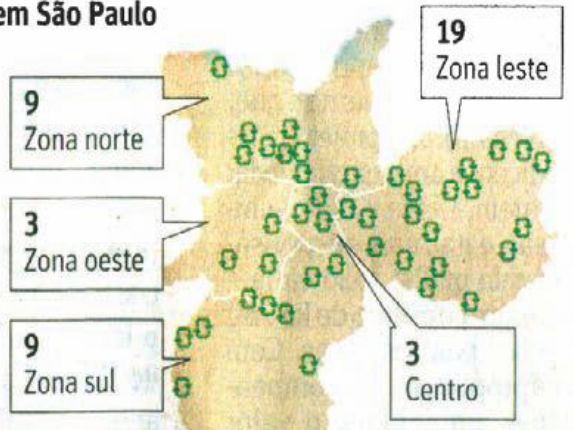 em São Paulo
19
Zona leste
9
Zona norte
3
Zona oeste
9
Zona sul
3
Centro